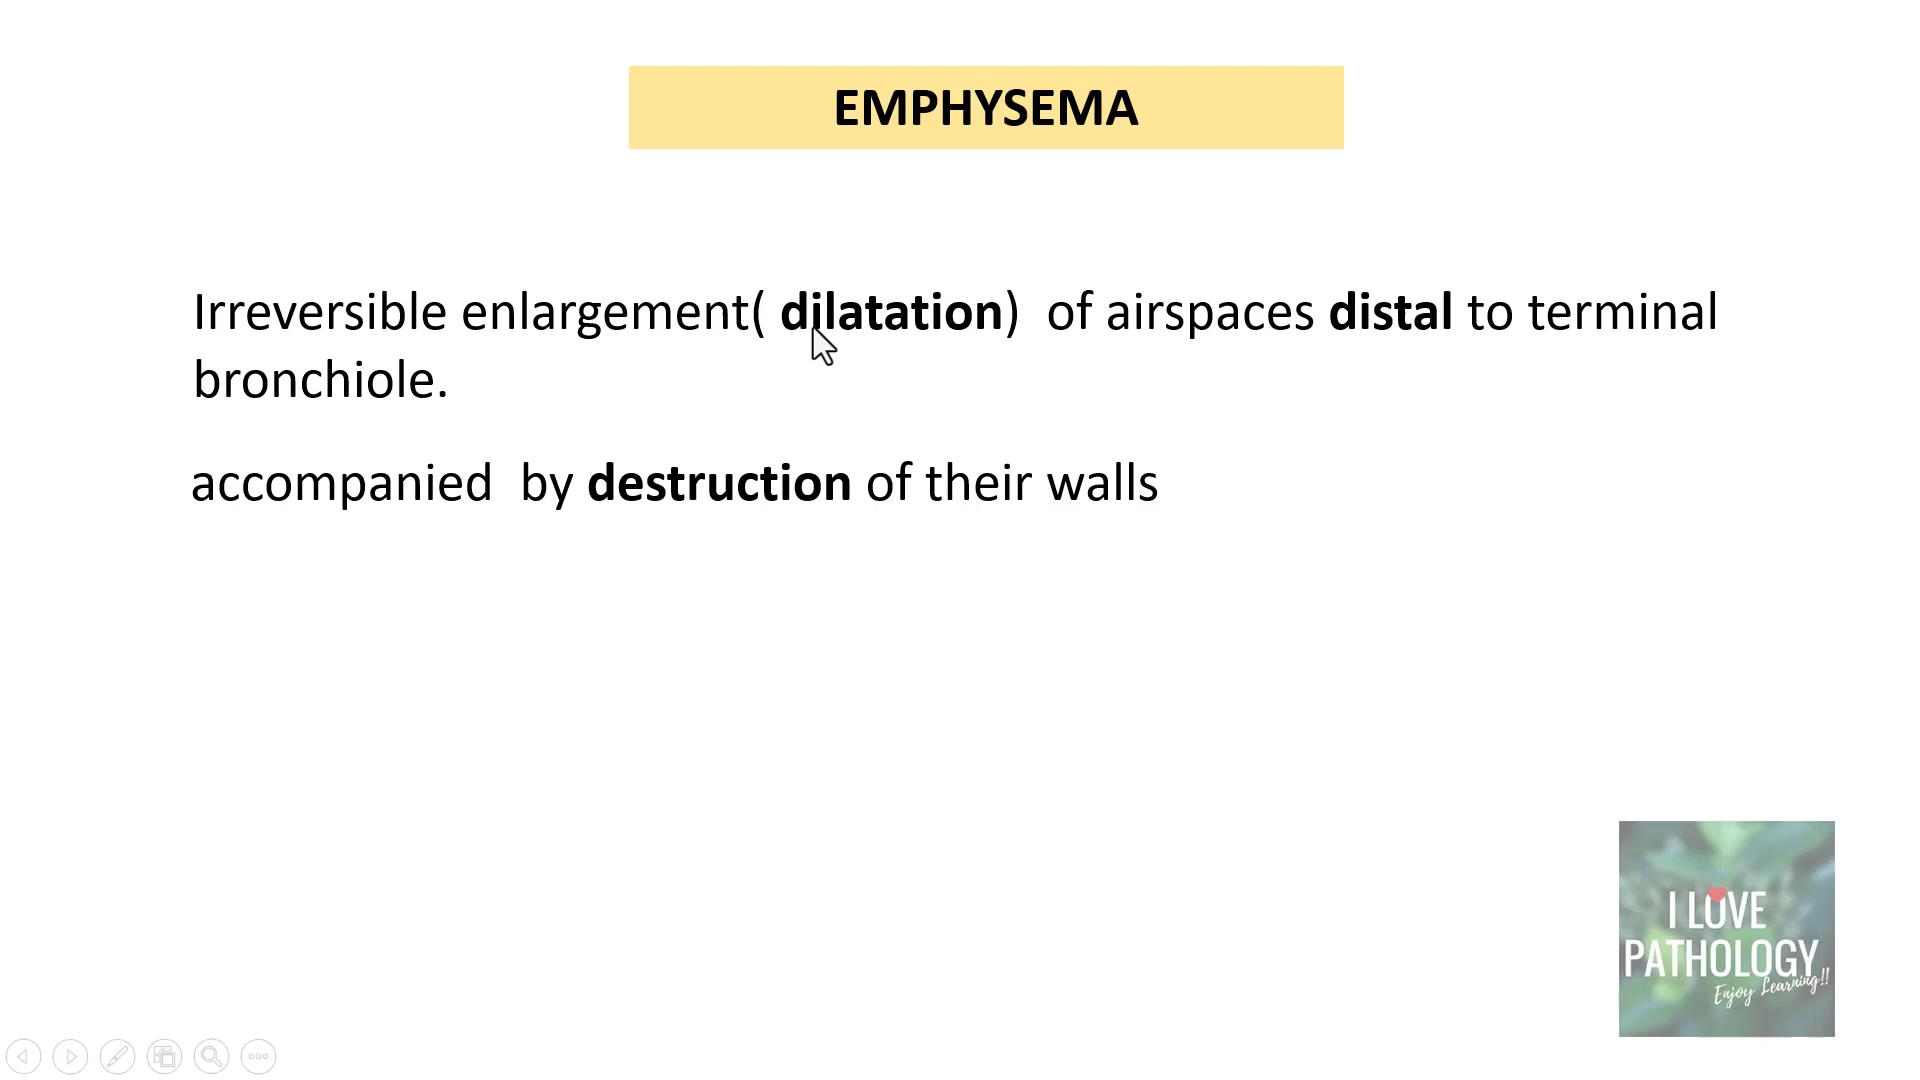 EMPHYSEMA
Irreversible enlargement( dilatation)  of airspaces distal to terminal
bronchiole.
accompanied  by destruction of their walls
I LOVE
PATHOLOGY
Enjoy Learning!!